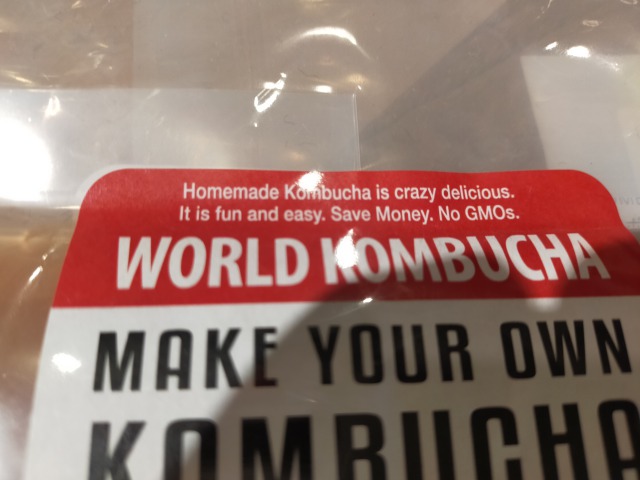 Homemade Kombucha is crazy delicious.
It is fun and easy. Save Money. No GMOs.
WORLD KOMBUCHA
MAKE YOUR OWN
KOMBUCHA